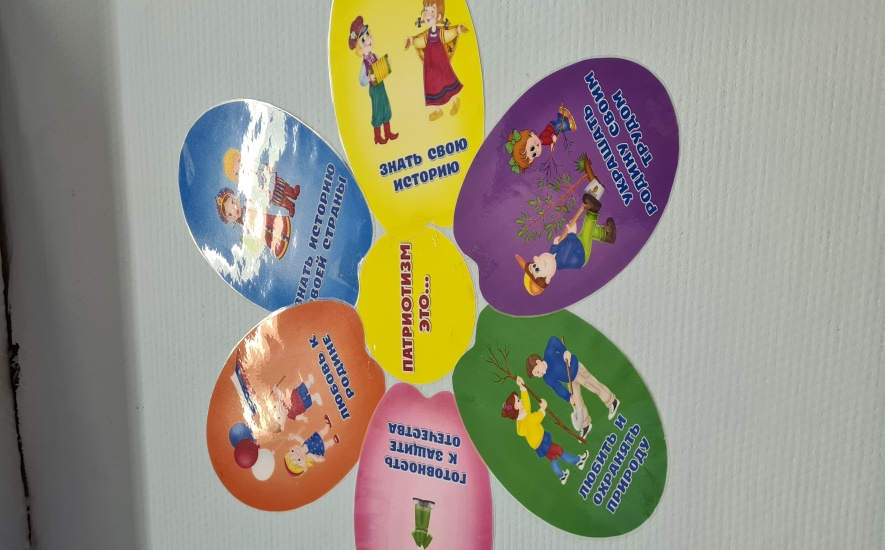 ПАТРИОТИЗМ
ЭТО...
ЗНАТЬ СВОЮ
ИСТОРИЮ
УКРАШАТЬ
РОДИНУ СВОИМ
ТРУДОМ
ЛЮБИТЬ И
ОХРАНЯТЬ
ПРИРОДУ
ГОТОВНОСТЬ
К ЗАЩИТЕ
ОТЕЧЕСТВА
ЛЮБОВЬ К
РОДИНЕ
ЗНАТЬ ИСТОРИЮ
СВОЕЙ СТРАНЫ